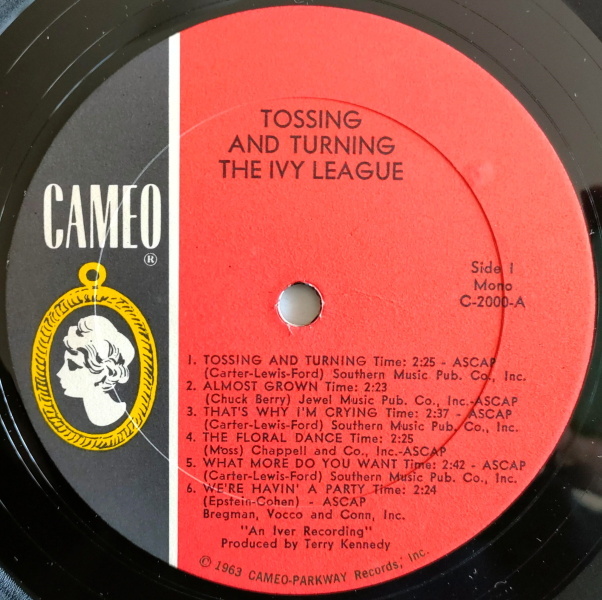 TOSSING
AND TURNING
THE IVY LEAGUE
CAMEO
®
Side 1
Mono
C-2000-A
1. TOSSING AND TURNING Time: 2:25 - ASCAP
(Carter-Lewis-Ford) Southern Music Pub. Co., Inc.
2. ALMOST GROWN Time: 2:23
(Chuck Berry) Jewel Music Pub. Co., Inc.-ASCAP
3. THAT'S WHY I'M CRYING Time: 2:37 - ASCAP
(Carter-Lewis-Ford) Southern Music Pub. Co., Inc.
4. THE FLORAL DANCE Time: 2:25
(Moss) Chappell and Co., Inc.-ASCAP
5. WHAT MORE DO YOU WANT Time: 2:42 - ASCAP
(Carter-Lewis-Ford) Southern Music Pub. Co., Inc.
6. WE'RE HAVIN' A PARTY Time: 2:24
(Epstein-Cohen) - ASCAP
Bregman, Vocco and Conn, Inc.
"An Iver Recording"
Produced by Terry Kennedy
© 1963 CAMEO-PARKWAY Records, Inc.